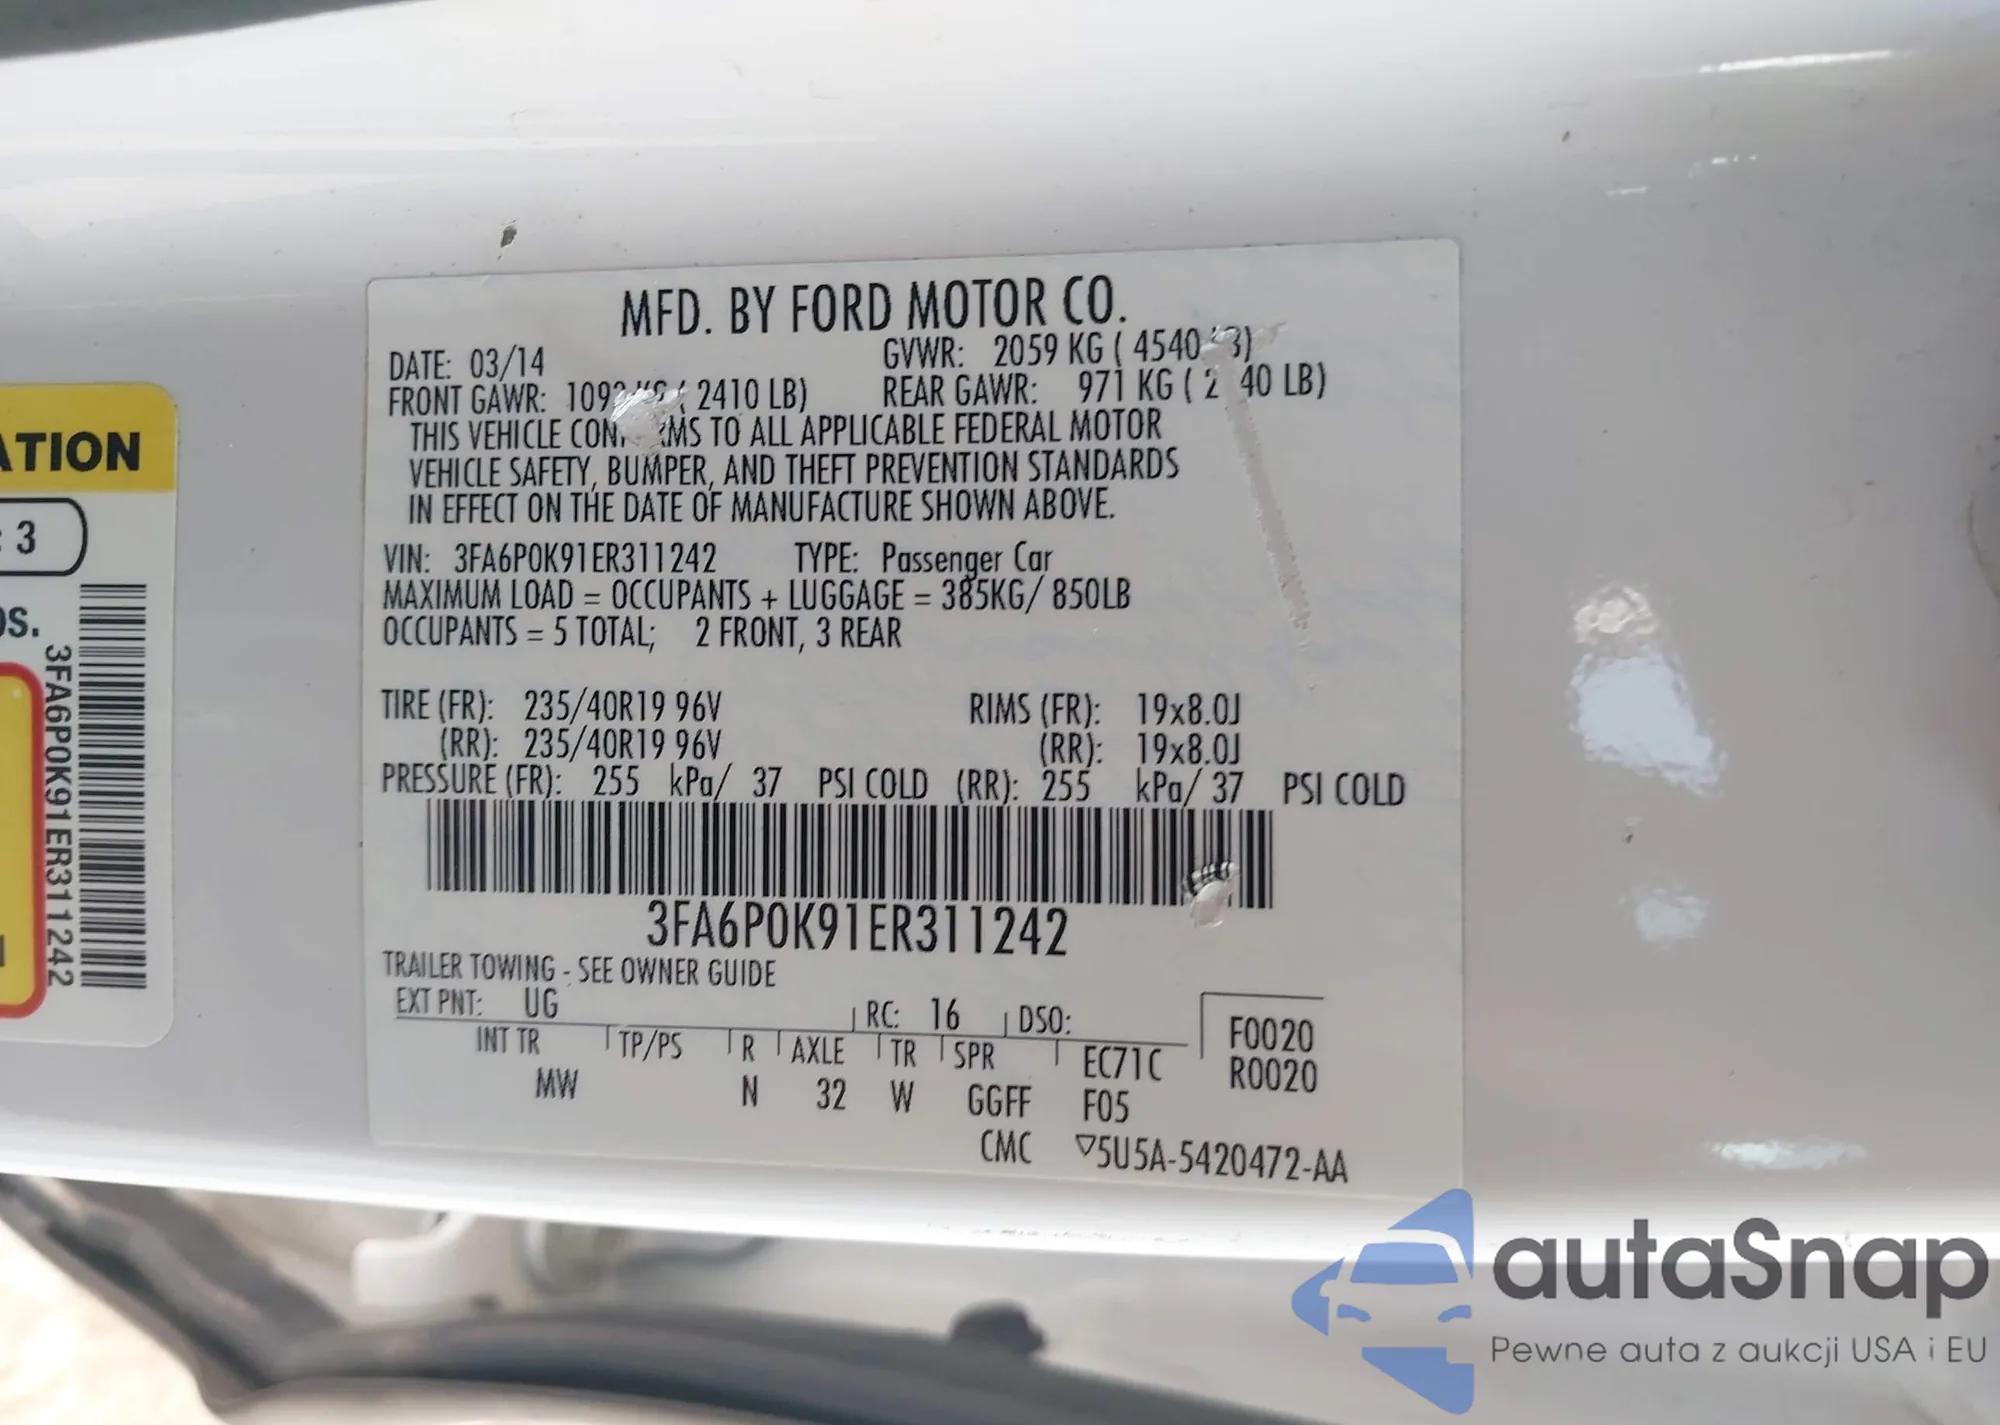 MFD. BY FORD MOTOR CO.
DATE: 03/14 GVWR: 2059 KG ( 4540
FRONT GAWR: ( 2410 LB) REAR GAWR: 971 KG ( LB)
THIS VEHICLE TO ALL APPLICABLE FEDERAL MOTOR
VEHICLE SAFETY, BUMPER, AND THEFT PREVENTION STANDARDS
IN EFFECT ON THE DATE OF MANUFACTURE SHOWN ABOVE.
VIN: 3FA6P0K91ER311242 TYPE: Passenger Car
MAXIMUM LOAD = OCCUPANTS + LUGGAGE = 385KG/ 850LB
OCCUPANTS = 5 TOTAL; 2 FRONT, 3 REAR
TIRE (FR): 235/40R19 96V RIMS (FR): 19x8.0J
(RR): 235/40R19 96V (RR): 19x8.0J
PRESSURE (FR): 255 kPa/ 37 PSI COLD (RR): 255 kPa/ 37 PSI COLD
3FA6P0K91ER311242
TRAILER TOWING - SEE OWNER GUIDE
EXT PNT: UG RC: 16 DSO:
INT TR TP/PS R AXLE TR SPR EC71C
MW N 32 W GGFF F05
CMC ▽5U5A-5420472-AA
F0020
R0020
ATION
: 3
OS.
3FA6P0K91ER311242
autaSnap
Pewne auta z aukcji USA i EU